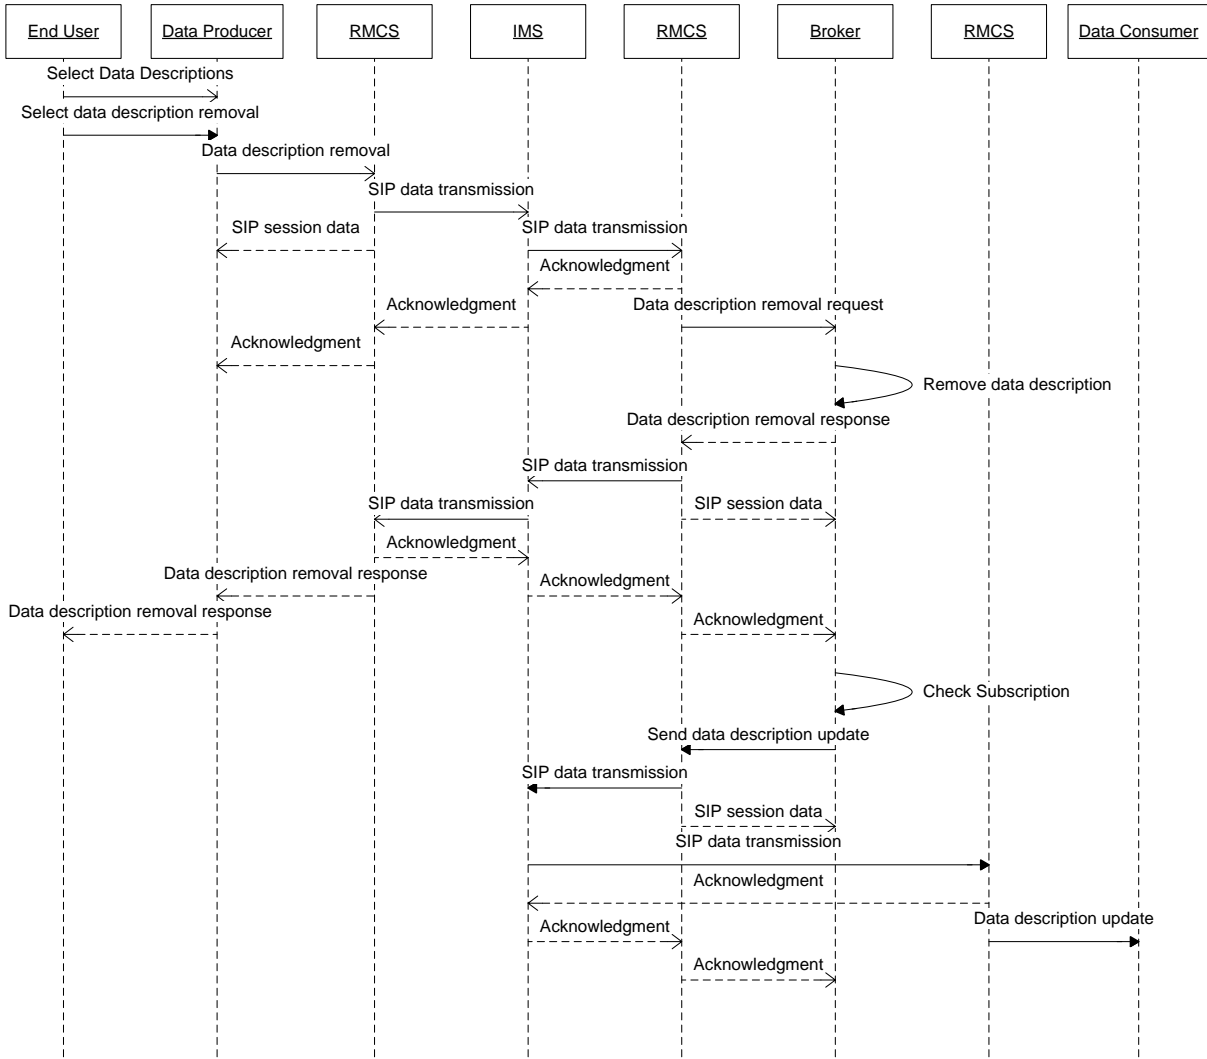 End User
Data Producer
RMCS
IMS
RMCS
Broker
RMCS
Data Consumer
Select Data Descriptions
Select data description removal
Data description removal
SIP data transmission
SIP session data
SIP data transmission
Acknowledgment
Acknowledgment
Data description removal request
Acknowledgment
Remove data description
Data description removal response
SIP data transmission
SIP data transmission
SIP session data
Acknowledgment
Data description removal response
Acknowledgment
Data description removal response
Acknowledgment
Check Subscription
Send data description update
SIP data transmission
SIP session data
SIP data transmission
Acknowledgment
Acknowledgment
Data description update
Acknowledgment